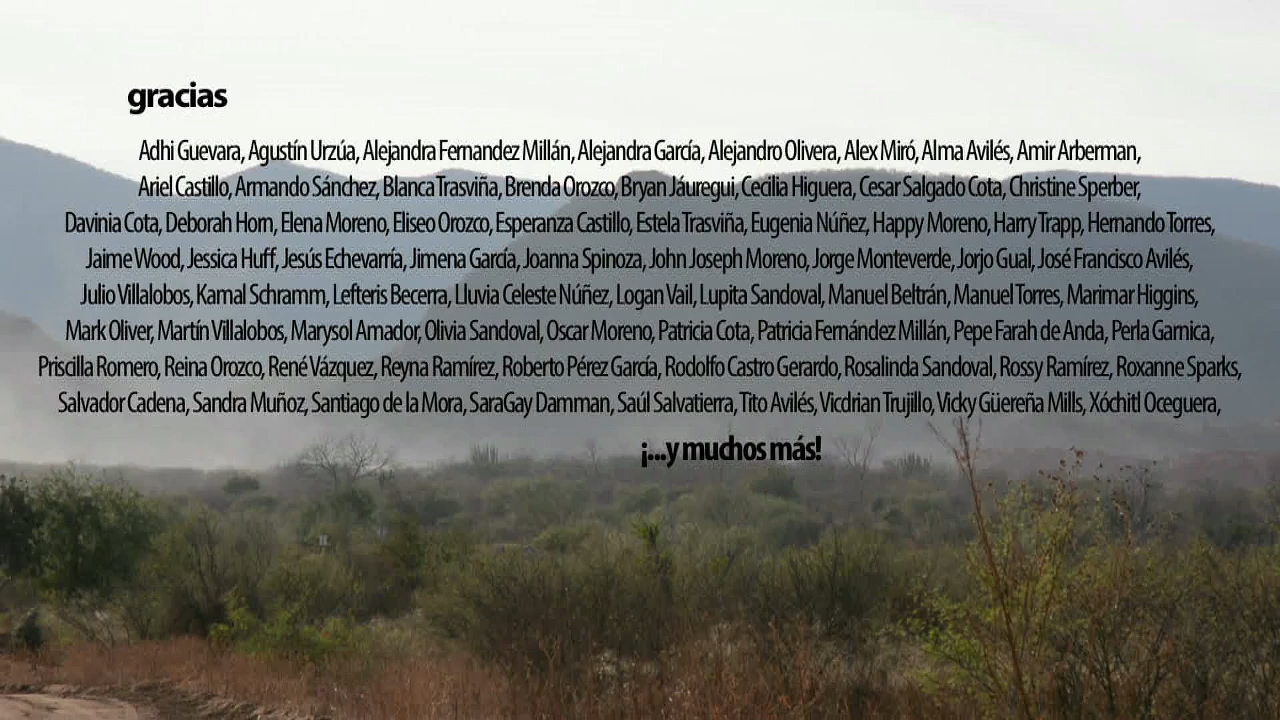 gracias
Adhi Guevara, Agustín Urzúa, Alejandra Fernandez Millán, Alejandra García, Alejandro Olivera, Alex Miró, Alma Avilés, Amir Arberman,
Ariel Castillo, Armando Sánchez, Blanca Trasviña, Brenda Orozco, Bryan Jáuregui, Cecilia Higuera, Cesar Salgado Cota, Christine Sperber,
Davinia Cota, Deborah Horn, Elena Moreno, Eliseo Orozco, Esperanza Castillo, Estela Trasviña, Eugenia Núñez, Happy Moreno, Harry Trapp, Hernando Torres,
Jaime Wood, Jessica Huff, Jesús Echevarría, Jimena García, Joanna Spinoza, John Joseph Moreno, Jorge Monteverde, Jorjo Gual, José Francisco Avilés,
Julio Villalobos, Kamal Schramm, Lefteris Becerra, Lluvia Celeste Núñez, Logan Vail, Lupita Sandoval, Manuel Beltrán, Manuel Torres, Marimar Higgins,
Mark Oliver, Martín Villalobos, Marysol Amador, Olivia Sandoval, Oscar Moreno, Patricia Cota, Patricia Fernández Millán, Pepe Farah de Anda, Perla Garnica,
Priscilla Romero, Reina Orozco, René Vázquez, Reyna Ramírez, Roberto Pérez García, Rodolfo Castro Gerardo, Rosalinda Sandoval, Rossy Ramírez, Roxanne Sparks,
Salvador Cadena, Sandra Muñoz, Santiago de la Mora, SaraGay Damman, Saúl Salvatierra, Tito Avilés, Vicdrian Trujillo, Vicky Güereña Mills, Xóchitl Oceguera,
¡...y muchos más!